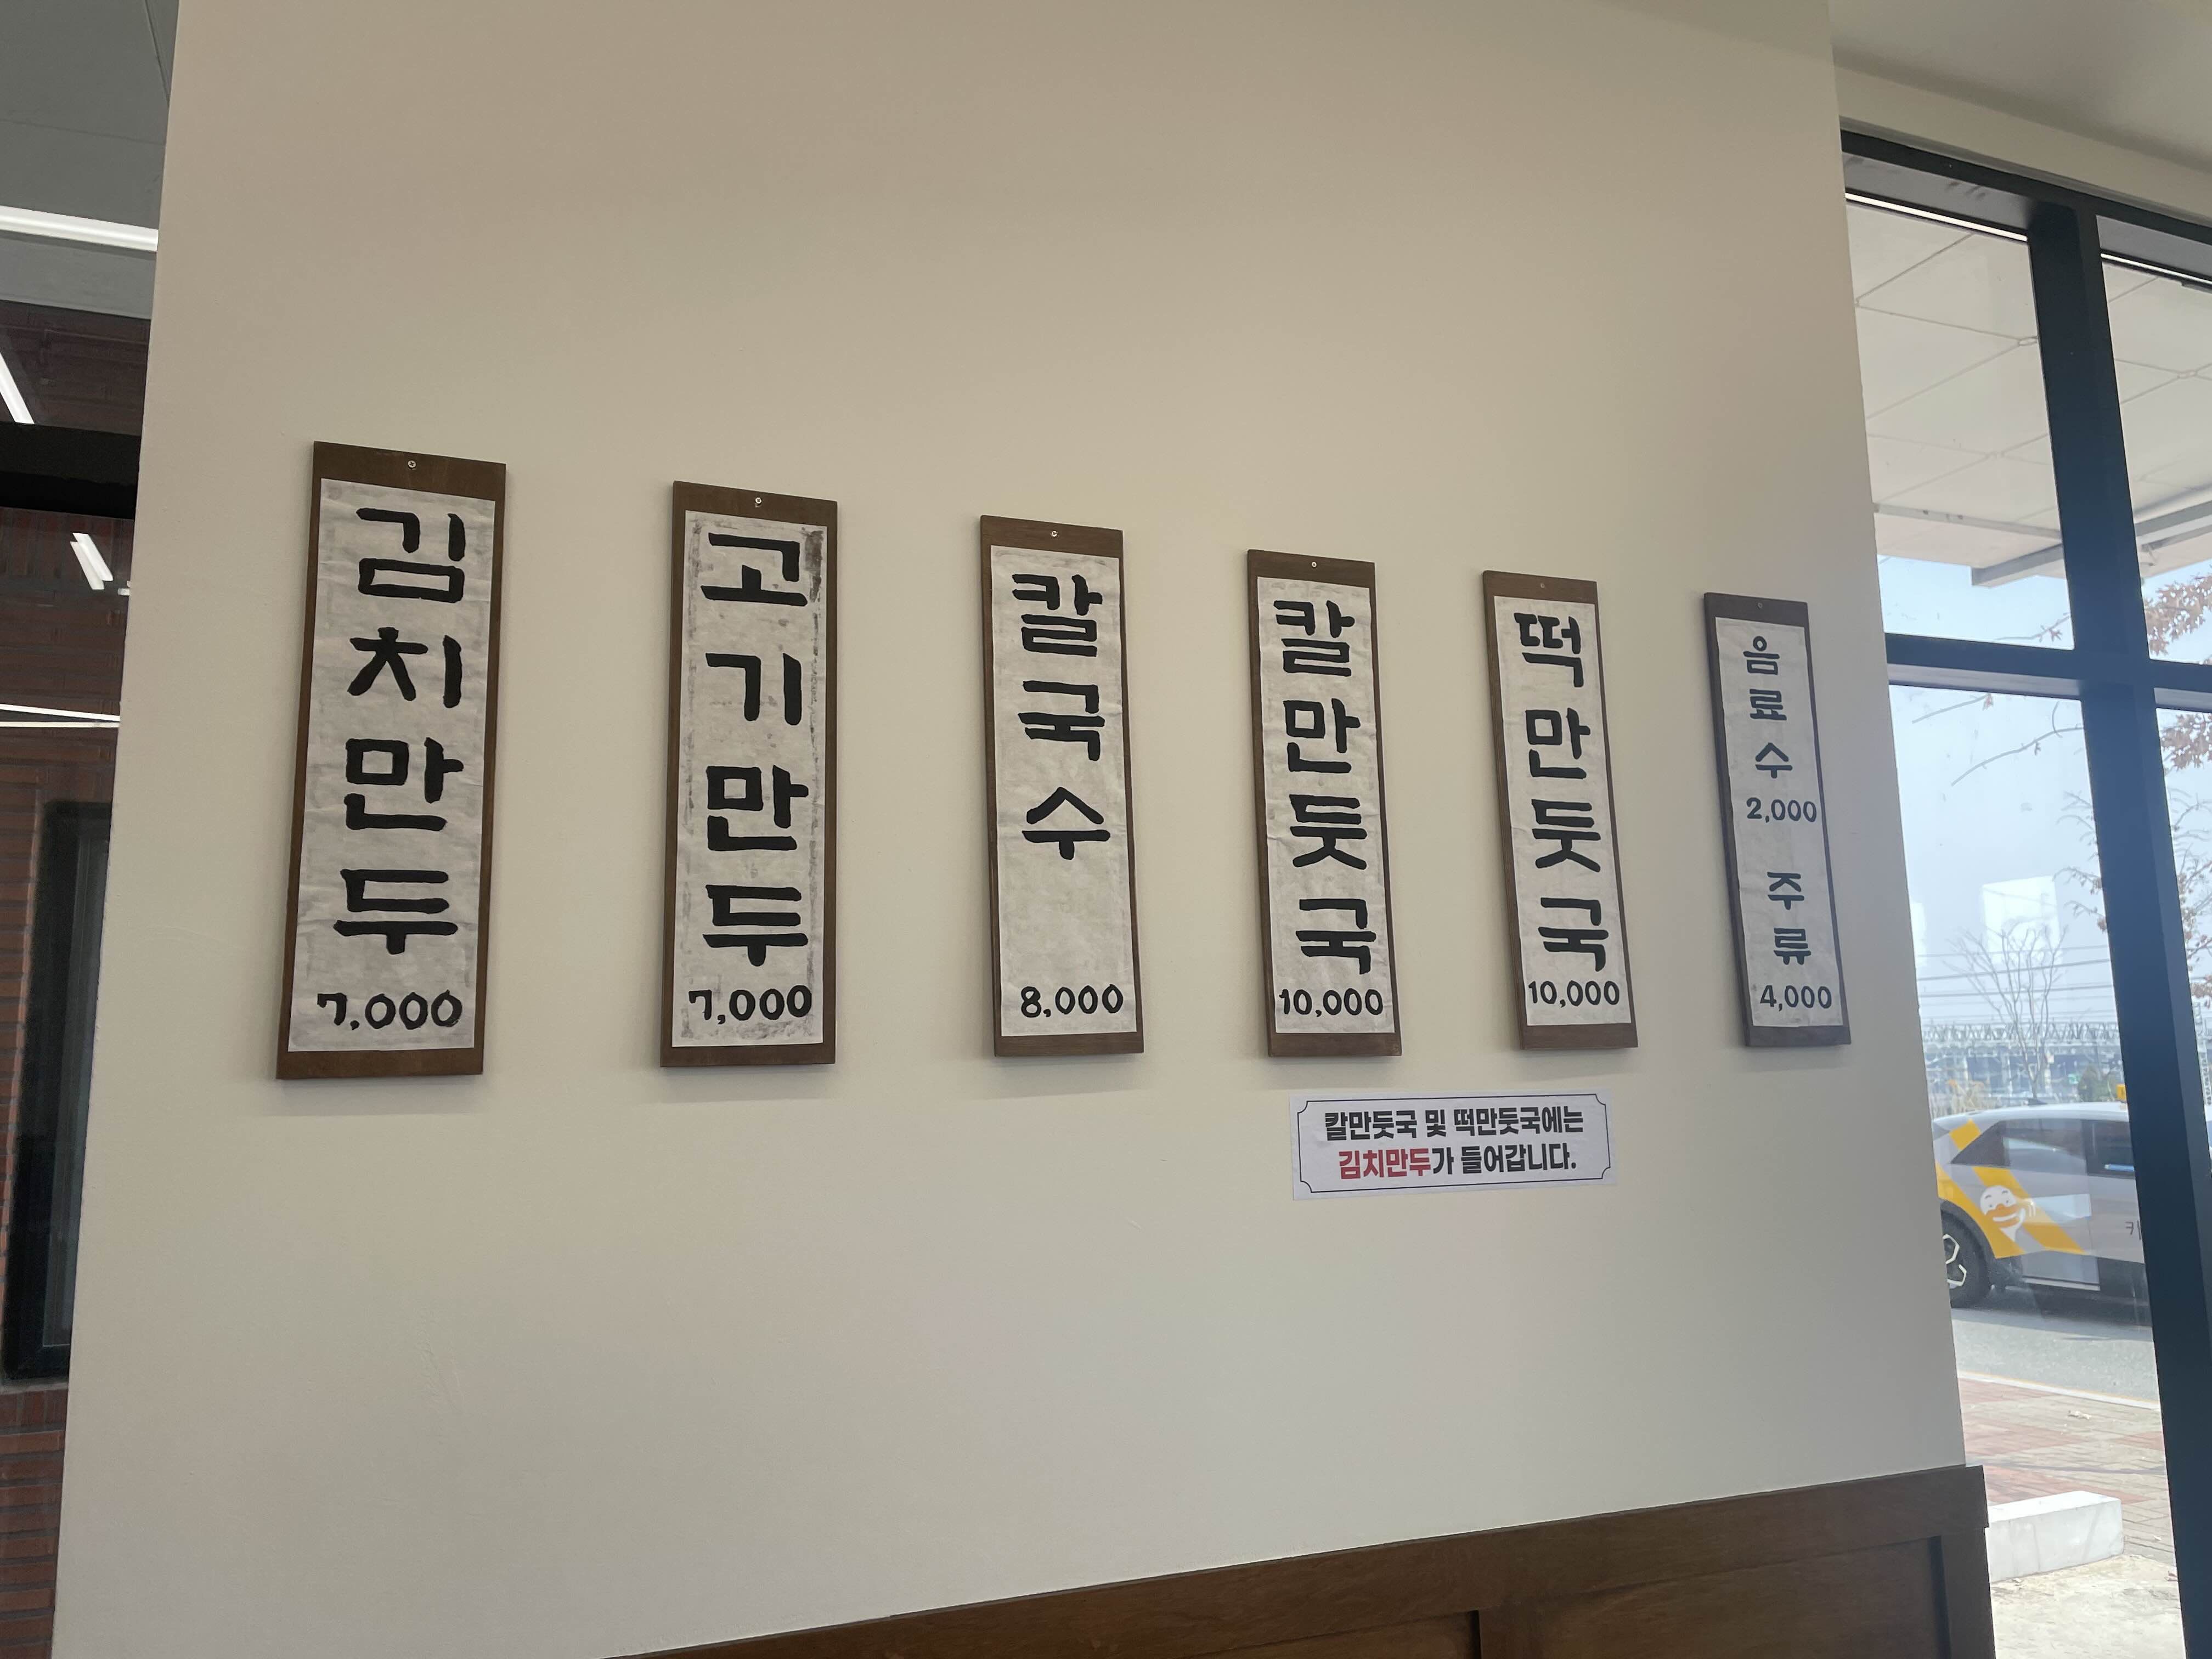 김치만두
7,000
고기만두
7,000
칼국수
8,000
칼만둣국
10,000
떡만둣국
10,000
음료수
2,000
주류
4,000
칼만둣국 및 떡만둣국에는
김치만두가 들어갑니다.